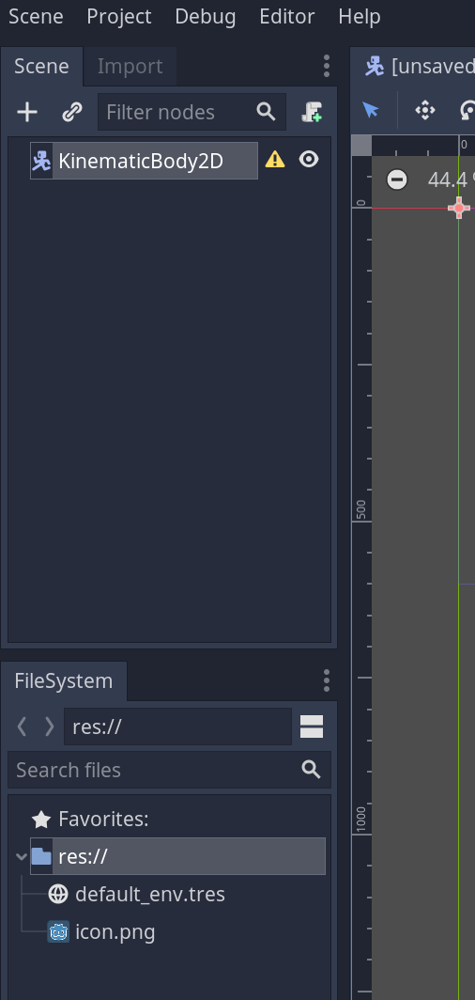 Scene Project Debug Editor Help
Scene Import
[unsaved
Filter nodes
KinematicBody2D
0
44.4
0
500
1000
FileSystem
res://
Search files
Favorites:
res://
default_env.tres
icon.png